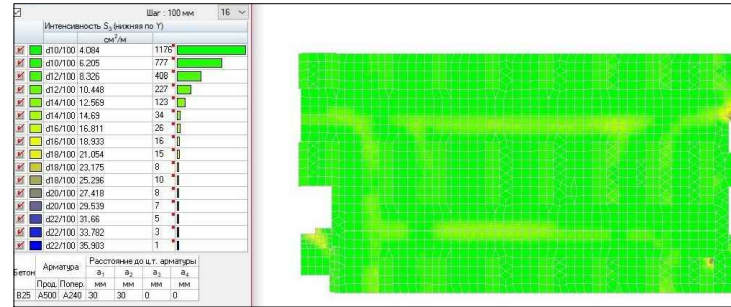 Шаг : 100 мм 16
Интенсивность S₃ (нижняя по Y)
см²/м
d10/100 4.084 1176
d10/100 6.205 777
d12/100 8.326 408
d12/100 10.448 227
d14/100 12.569 123
d14/100 14.69 34
d16/100 16.811 26
d16/100 18.933 16
d18/100 21.054 15
d18/100 23.175 8
d18/100 25.296 10
d20/100 27.418 8
d20/100 29.539 7
d22/100 31.66 5
d22/100 33.782 3
d22/100 35.903 1
Бетон Арматура Расстояние до ц.т. арматуры
a₁ a₂ a₃ a₄
Прод. Попер. мм мм мм мм
B25 A500 A240 30 30 0 0